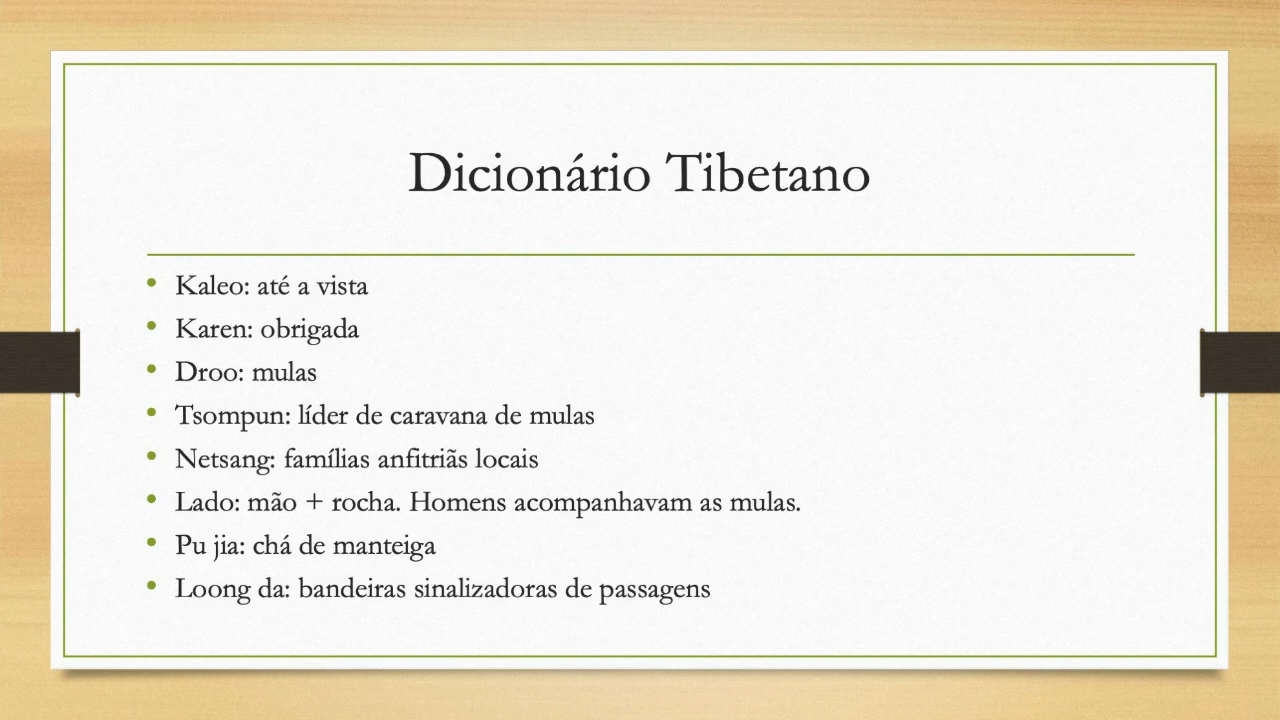 Dicionário Tibetano
• Kaleo: até a vista
• Karen: obrigada
• Droo: mulas
• Tsompun: líder de caravana de mulas
• Netsang: famílias anfitriãs locais
• Lado: mão + rocha. Homens acompanhavam as mulas.
• Pu jia: chá de manteiga
• Loong da: bandeiras sinalizadoras de passagens